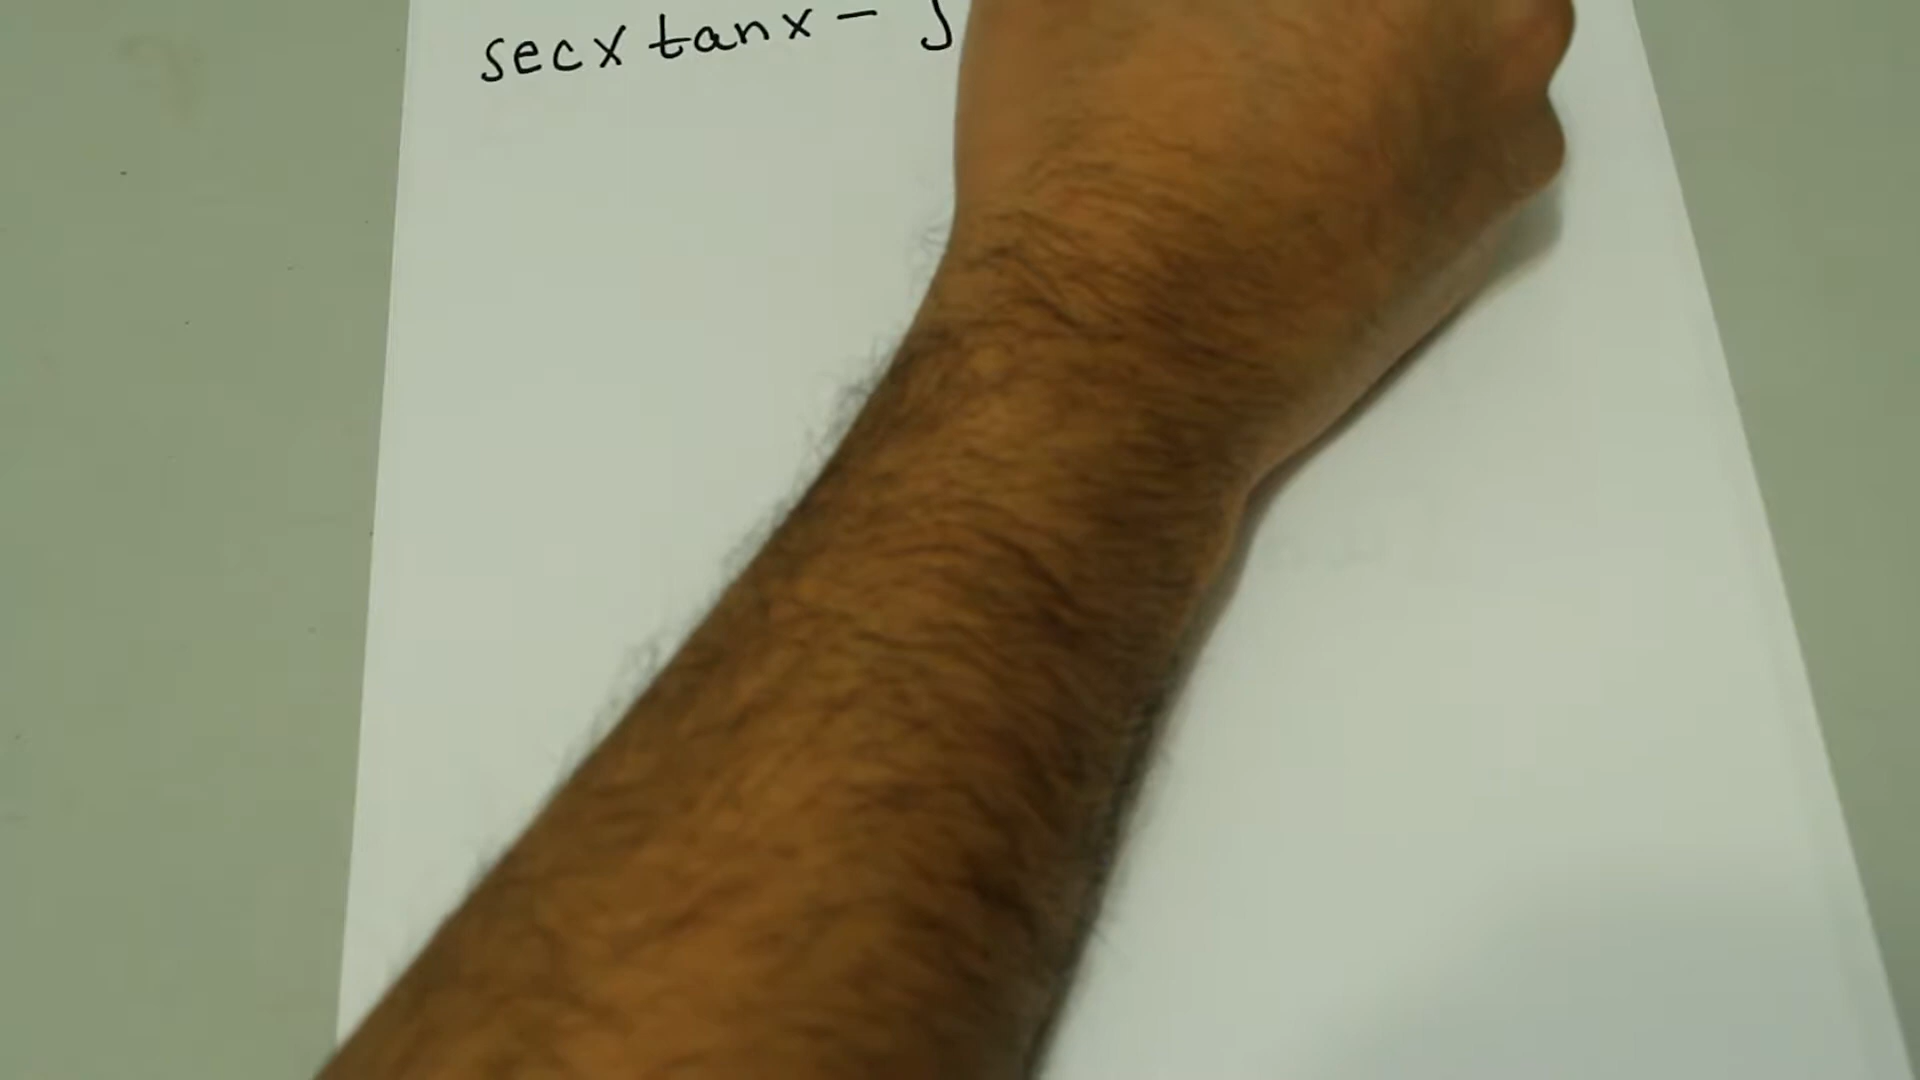 secx tanx - ∫